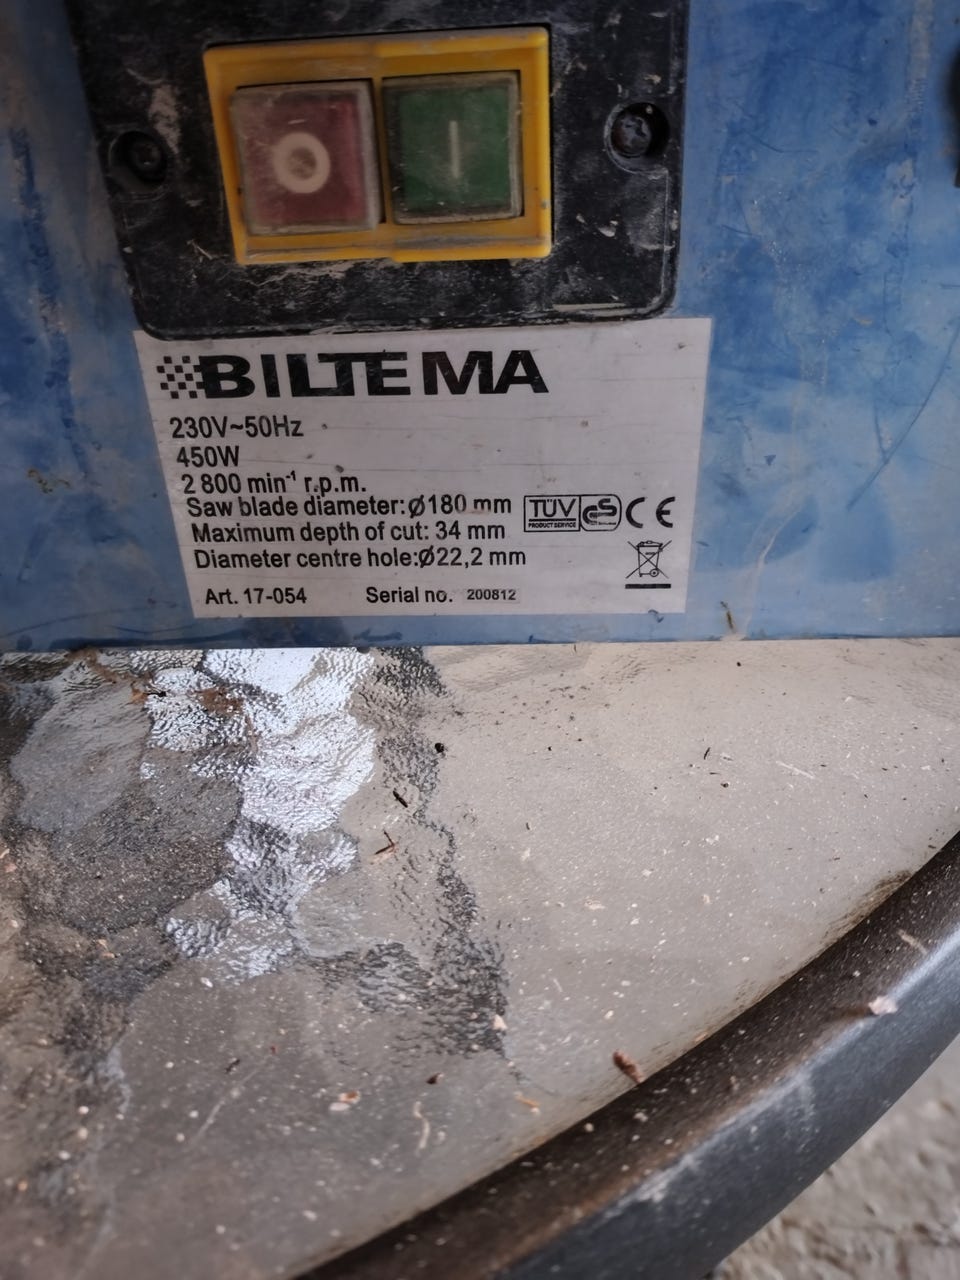 O I
BILTEMA
230V~50Hz
450W
2 800 min⁻¹ r.p.m.
Saw blade diameter:Ø180 mm
Maximum depth of cut: 34 mm
Diameter centre hole:Ø22,2 mm
TÜV
PRODUCT SERVICE
GS
CE
Art. 17-054 Serial no. 200812